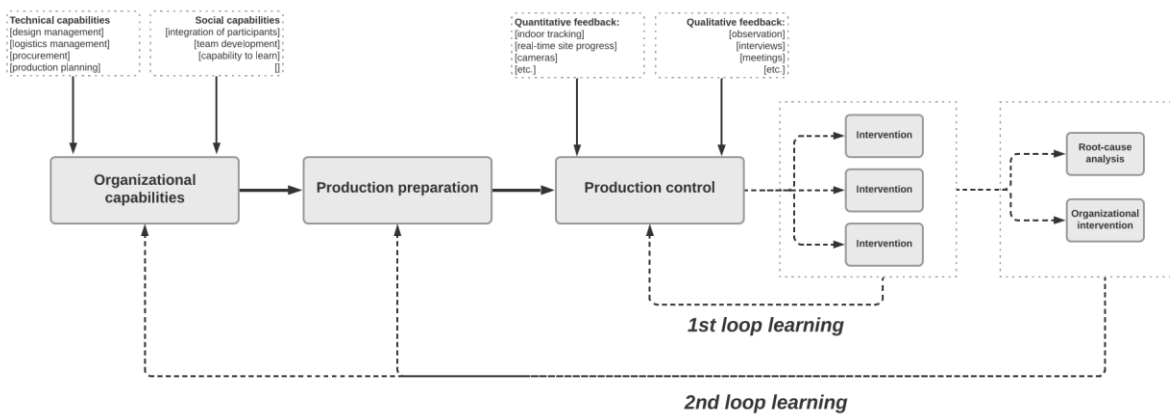 Technical capabilities
[design management]
[logistics management]
[procurement]
[production planning]
Social capabilities
[integration of participants]
[team development]
[capability to learn]
[]
Quantitative feedback:
[indoor tracking]
[real-time site progress]
[cameras]
[etc.]
Qualitative feedback:
[observation]
[interviews]
[meetings]
[etc.]
Organizational
capabilities
Production preparation
Production control
Intervention
Intervention
Intervention
Root-cause
analysis
Organizational
intervention
1st loop learning
2nd loop learning